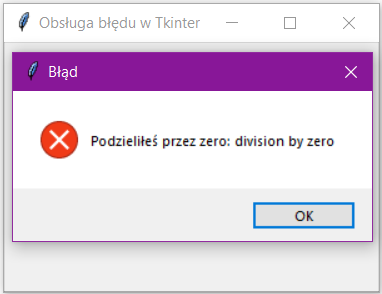 Obsługa błędu w Tkinter
Błąd
Podzieliłeś przez zero: division by zero
OK